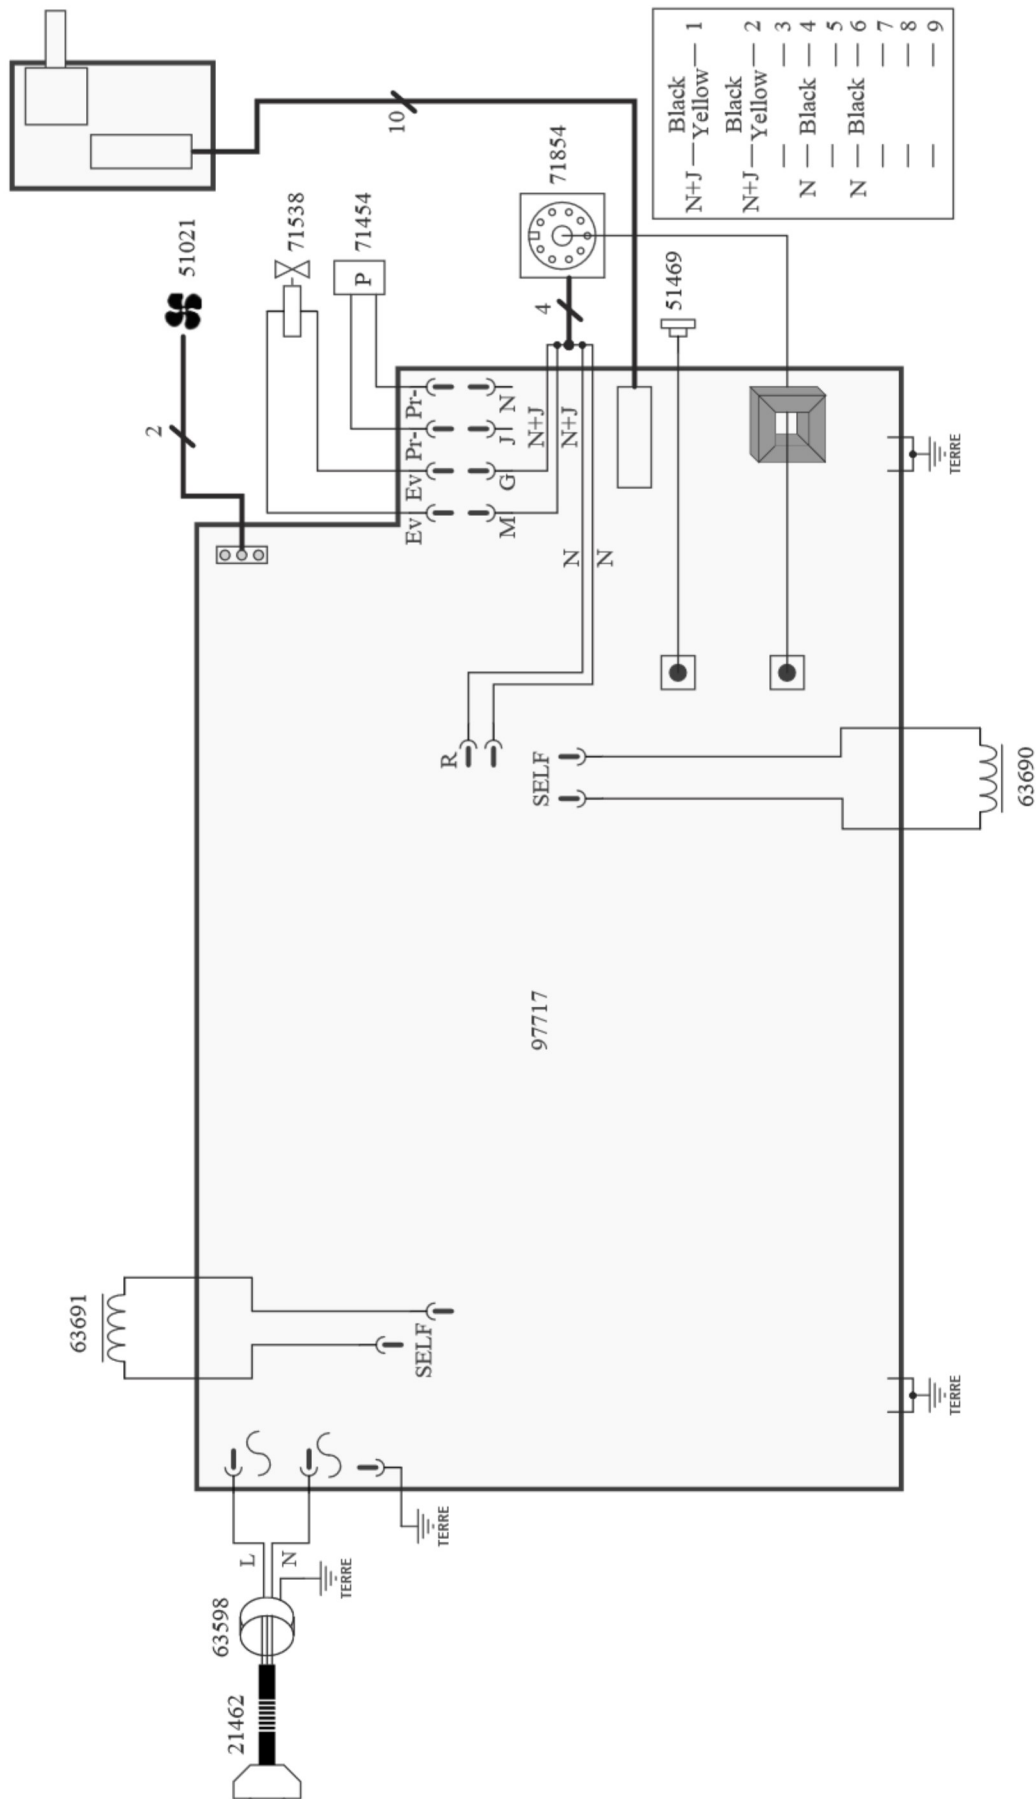 21462
63598
L
N
TERRE
TERRE
63691
SELF
97717
2
51021
71538
71454
P
Ev Ev Pr- Pr-
M G J N
N+J
N+J
N
N
4
71854
10
R
SELF
51469
63690
TERRE
TERRE
N+J — Black Yellow — 1
N+J — Black Yellow — 2
— — 3
N — Black — 4
— — 5
N — Black — 6
— — 7
— — 8
— — 9